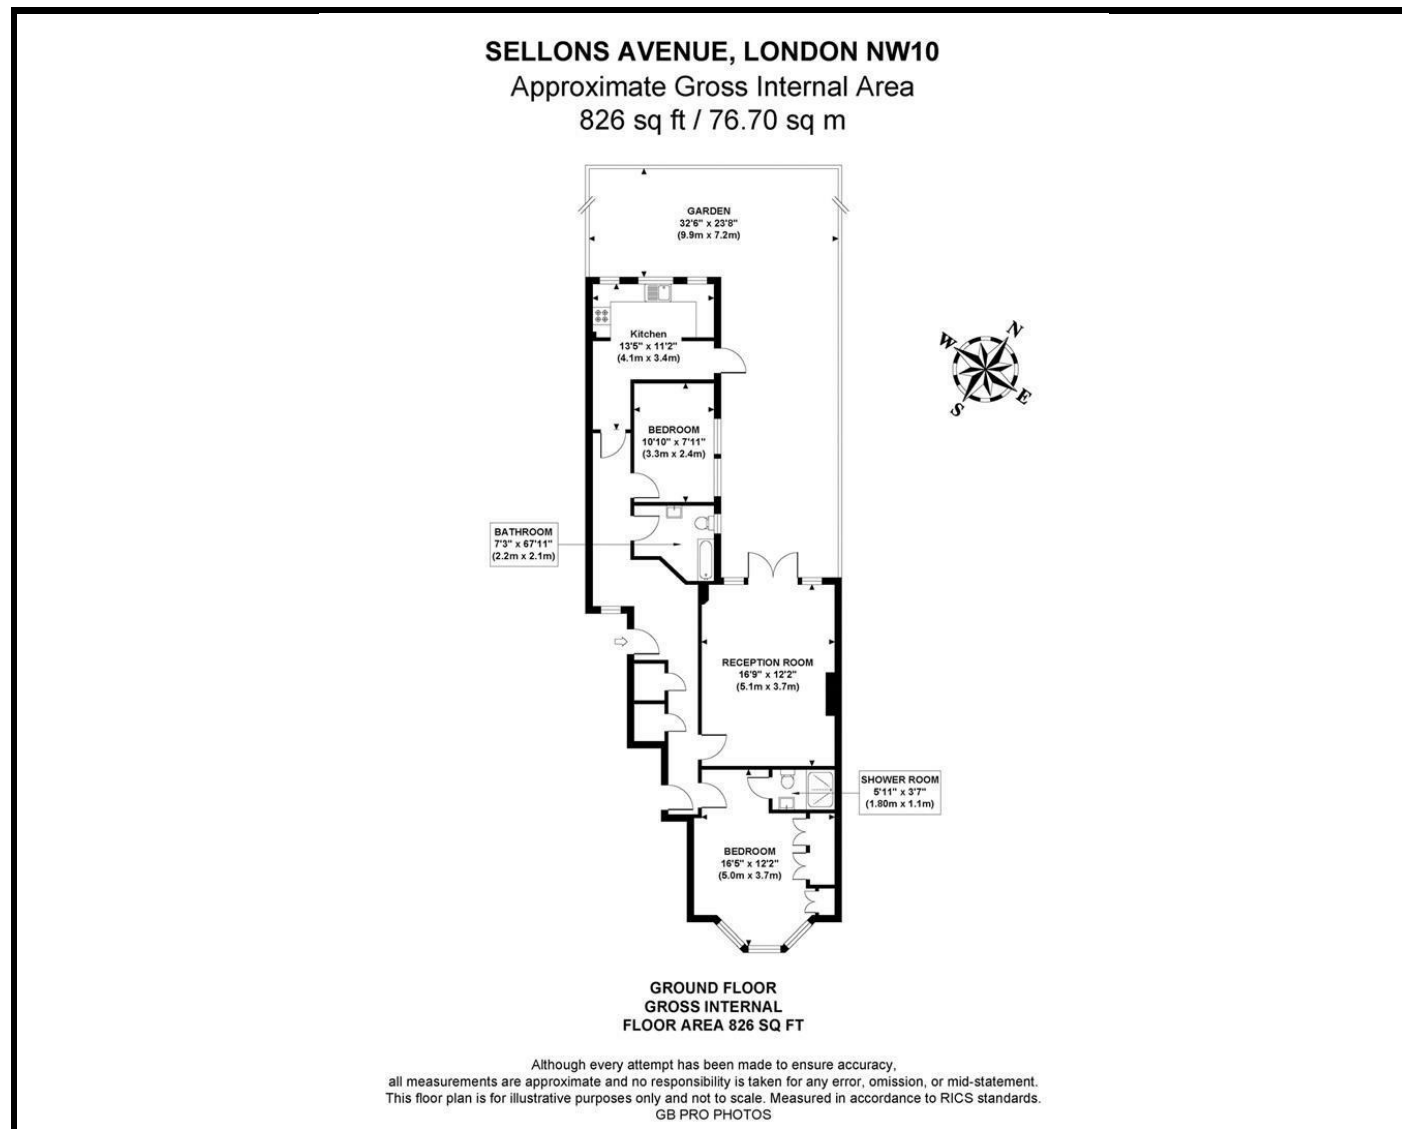 SELLONS AVENUE, LONDON NW10
Approximate Gross Internal Area
826 sq ft / 76.70 sq m
GARDEN
32'6" x 23'8"
(9.9m x 7.2m)
Kitchen
13'5" x 11'2"
(4.1m x 3.4m)
N
W
E
S
BEDROOM
10'10" x 7'11"
(3.3m x 2.4m)
BATHROOM
7'3" x 67'11"
(2.2m x 2.1m)
RECEPTION ROOM
16'9" x 12'2"
(5.1m x 3.7m)
SHOWER ROOM
5'11" x 3'7"
(1.80m x 1.1m)
BEDROOM
16'5" x 12'2"
(5.0m x 3.7m)
GROUND FLOOR
GROSS INTERNAL
FLOOR AREA 826 SQ FT
Although every attempt has been made to ensure accuracy,
all measurements are approximate and no responsibility is taken for any error, omission, or mid-statement.
This floor plan is for illustrative purposes only and not to scale. Measured in accordance to RICS standards.
GB PRO PHOTOS